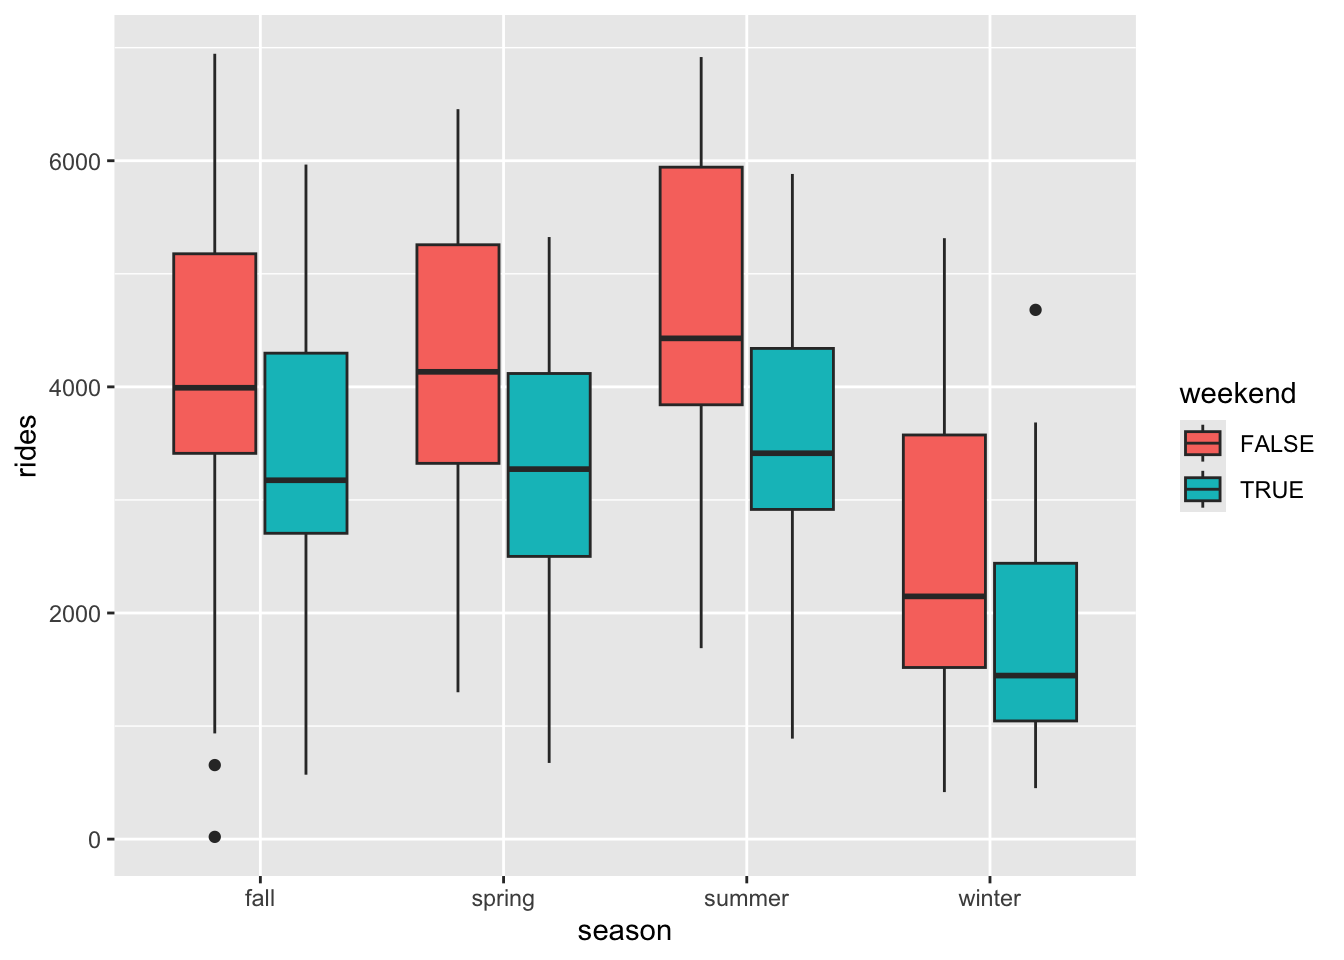 rides
6000
4000
2000
0
fall spring summer winter
season
weekend
FALSE
TRUE